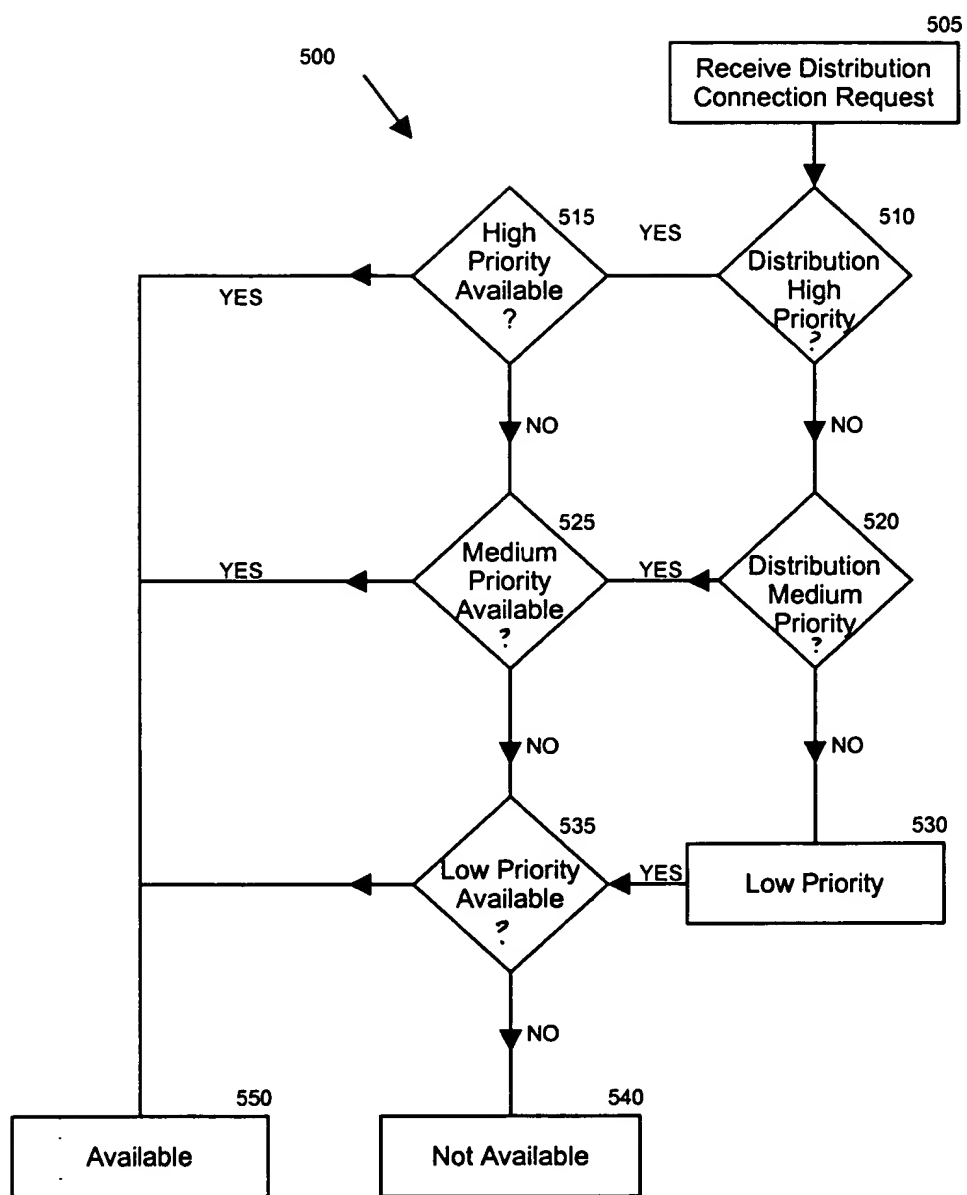 505
Receive Distribution
Connection Request
500
515
High
Priority
Available
?
YES
YES
510
Distribution
High
Priority
?
NO
NO
525
Medium
Priority
Available
?
YES
YES
520
Distribution
Medium
Priority
?
NO
NO
535
Low Priority
Available
?
YES
530
Low Priority
NO
550
Available
540
Not Available